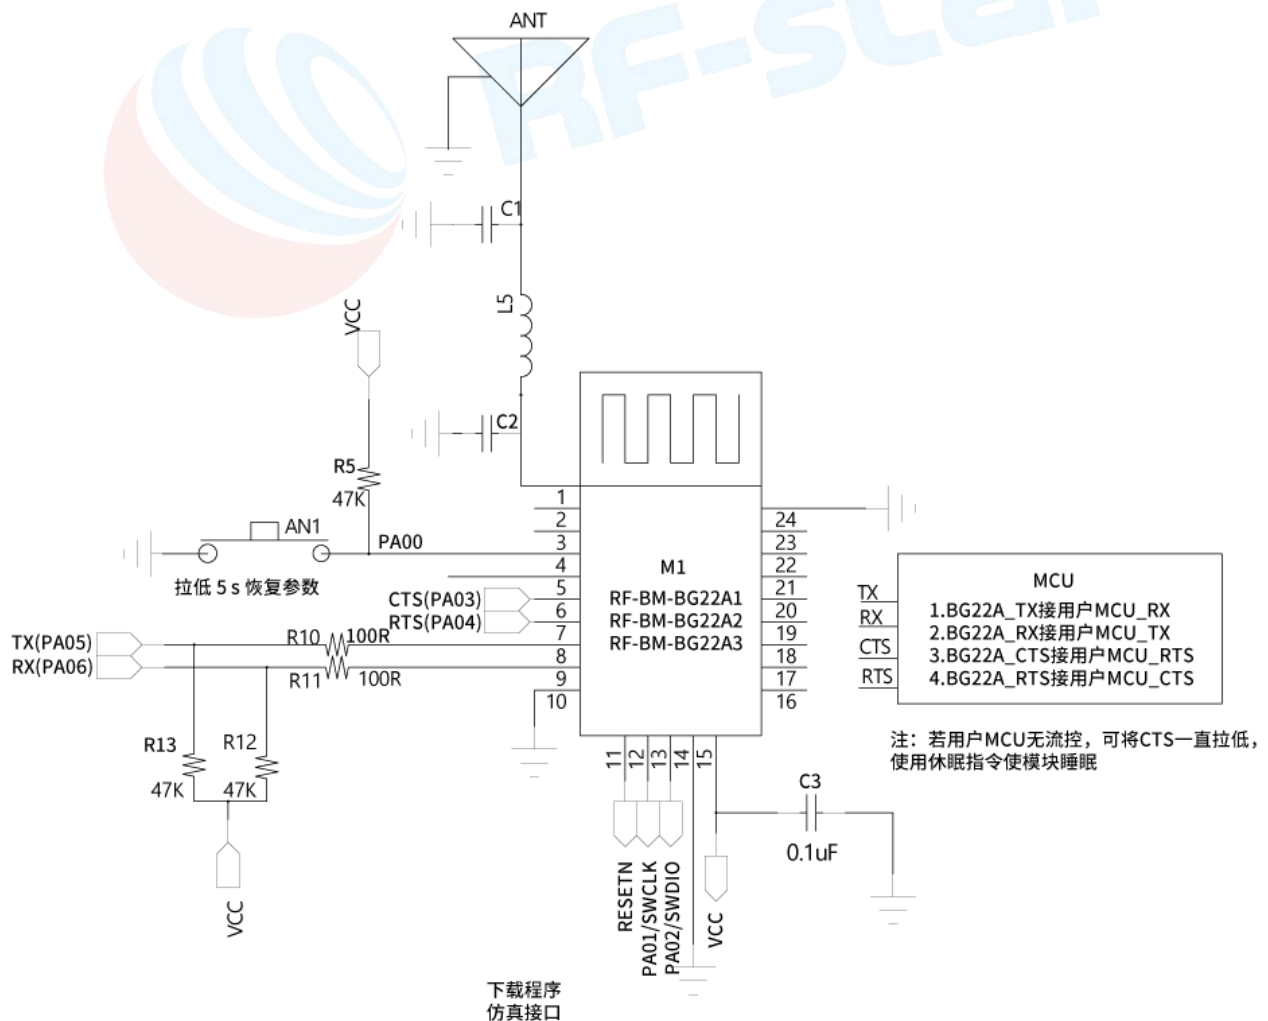 RF-star
ANT
C1
L5
VCC
C2
R5
47K
AN1
PA00
拉低 5 s 恢复参数
CTS(PA03)
RTS(PA04)
TX(PA05)
RX(PA06)
R10
100R
R11
100R
R13
R12
47K
47K
VCC
1
2
3
4
5
6
7
8
9
10
M1
RF-BM-BG22A1
RF-BM-BG22A2
RF-BM-BG22A3
24
23
22
21
20
19
18
17
16
11
12
13
14
15
RESETN
PA01/SWCLK
PA02/SWDIO
VCC
C3
0.1uF
TX
RX
CTS
RTS
MCU
1.BG22A_TX接用户MCU_RX
2.BG22A_RX接用户MCU_TX
3.BG22A_CTS接用户MCU_RTS
4.BG22A_RTS接用户MCU_CTS
注：若用户MCU无流控，可将CTS一直拉低，
使用休眠指令使模块睡眠
下载程序
仿真接口